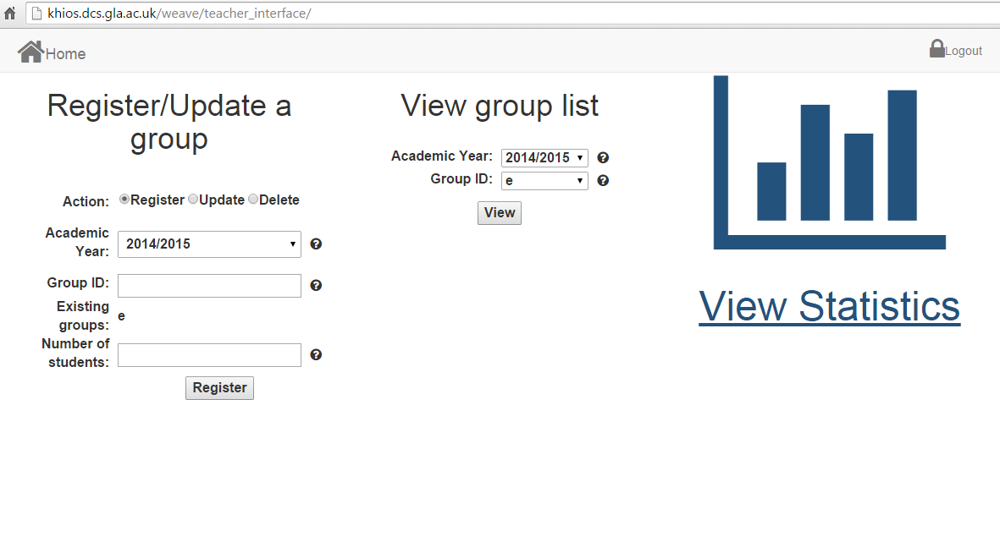 khios.dcs.gla.ac.uk/weave/teacher_interface/
Home
Logout
Register/Update a
group
Action: Register Update Delete
Academic
Year: 2014/2015
Group ID:
Existing
groups: e
Number of
students:
Register
View group list
Academic Year: 2014/2015
Group ID: e
View
View Statistics